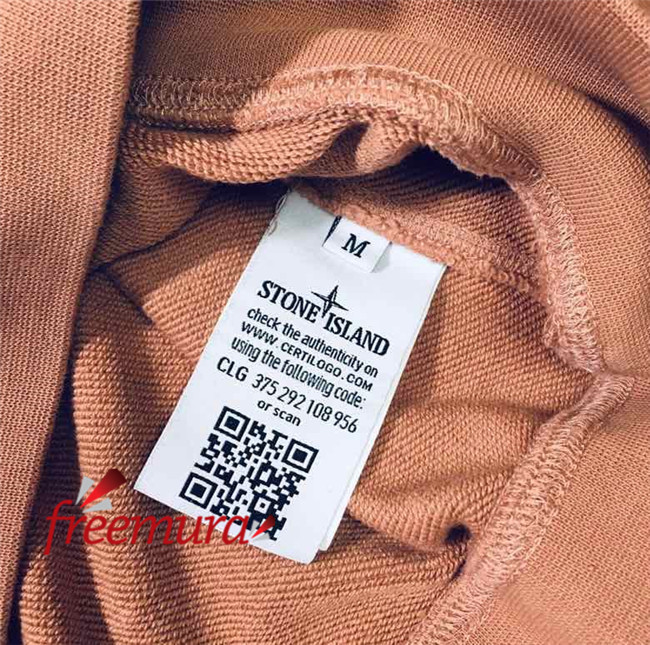 M
STONE ISLAND
check the authenticity on
WWW.CERTILOGO.COM
using the following code:
CLG 375 292 108 956
or scan
freemura